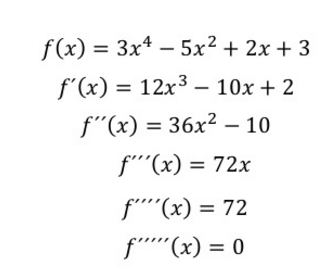 f(x) = 3x⁴ − 5x² + 2x + 3
f′(x) = 12x³ − 10x + 2
f′′(x) = 36x² − 10
f′′′(x) = 72x
f′′′′(x) = 72
f′′′′′(x) = 0